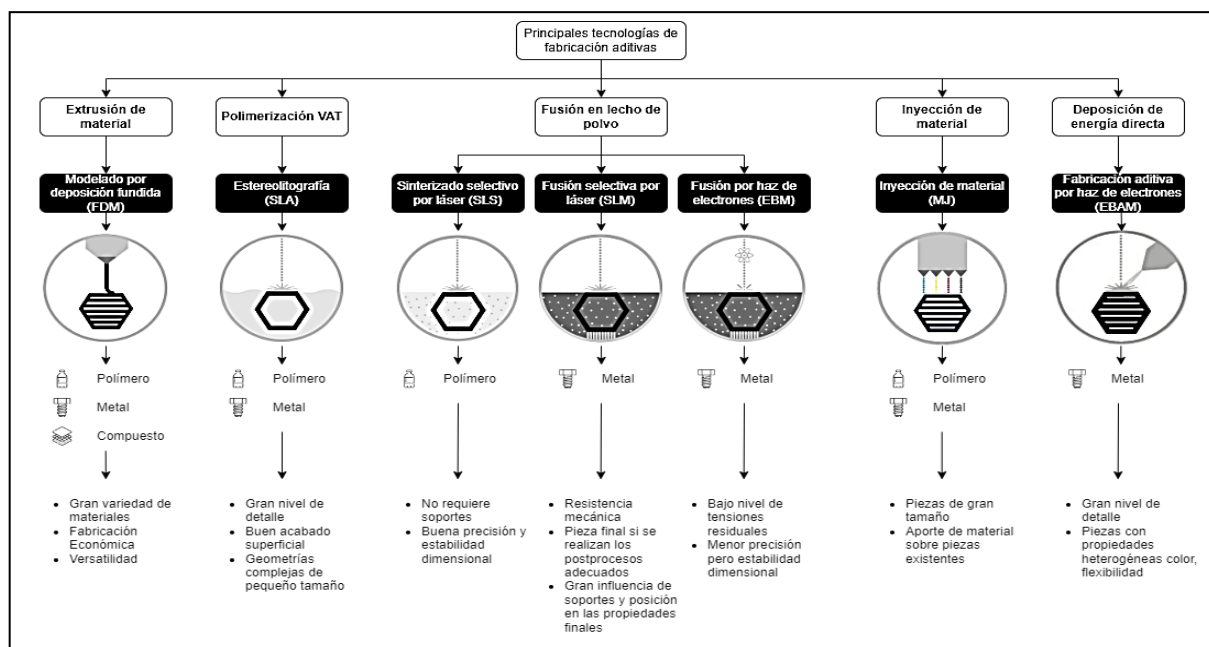 Principales tecnologías de
fabricación aditivas
Extrusión de
material
Polimerización VAT
Fusión en lecho de
polvo
Inyección de
material
Deposición de
energía directa
Modelado por
deposición fundida
(FDM)
Estereolitografía
(SLA)
Sinterizado selectivo
por láser (SLS)
Fusión selectiva por
láser (SLM)
Fusión por haz de
electrones (EBM)
Inyección de material
(MJ)
Fabricación aditiva
por haz de electrones
(EBAM)
Polímero
Metal
Compuesto
Polímero
Metal
Polímero
Metal
Metal
Polímero
Metal
Metal
• Gran variedad de
materiales
• Fabricación
Económica
• Versatilidad
• Gran nivel de
detalle
• Buen acabado
superficial
• Geometrías
complejas de
pequeño tamaño
• No requiere
soportes
• Buena precisión y
estabilidad
dimensional
• Resistencia
mecánica
• Pieza final si se
realizan los
postprocesos
adecuados
• Gran influencia de
soportes y posición
en las propiedades
finales
• Bajo nivel de
tensiones
residuales
• Menor precisión
pero estabilidad
dimensional
• Piezas de gran
tamaño
• Aporte de material
sobre piezas
existentes
• Gran nivel de
detalle
• Piezas con
propiedades
heterogéneas color,
flexibilidad